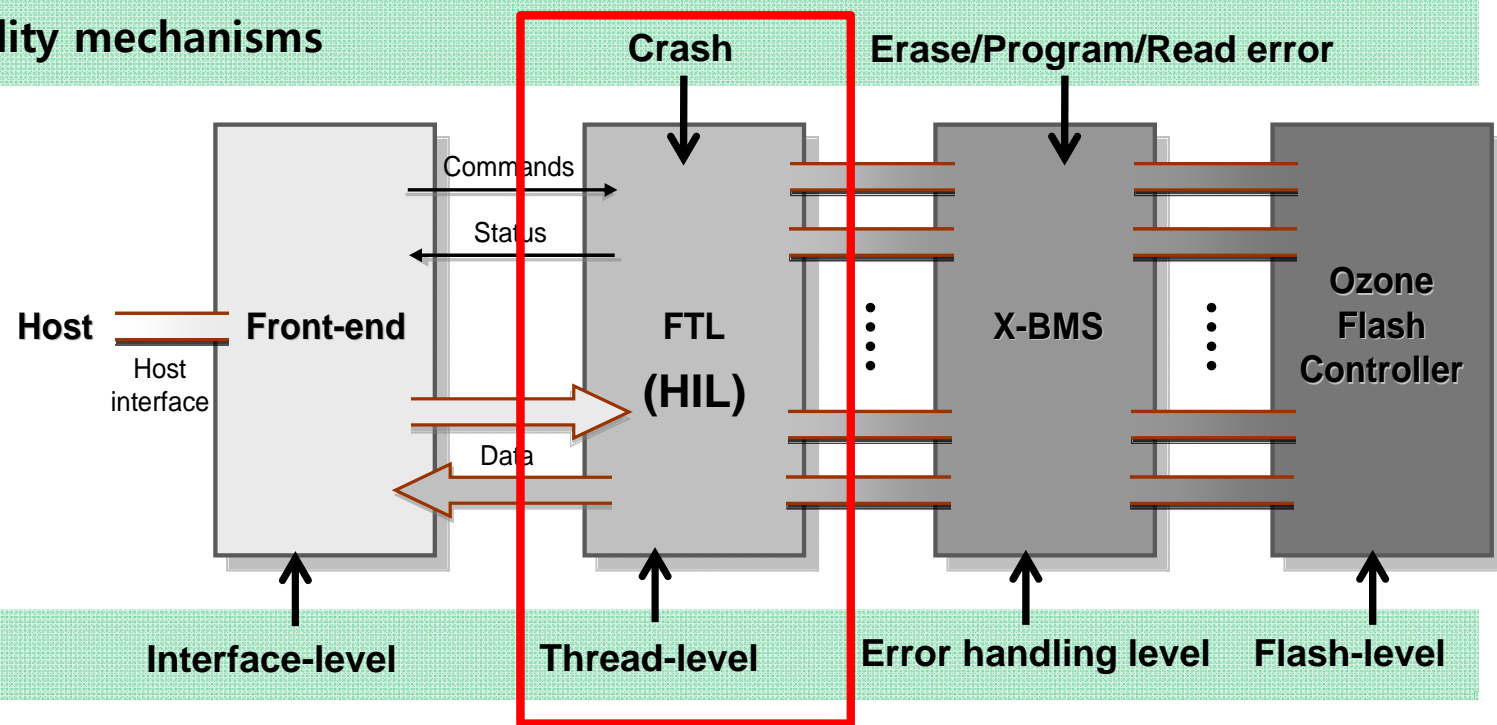 lity mechanisms
Crash
Erase/Program/Read error
Commands
Status
Host
Host
interface
Front-end
FTL
(HIL)
X-BMS
Ozone
Flash
Controller
Data
Interface-level
Thread-level
Error handling level
Flash-level